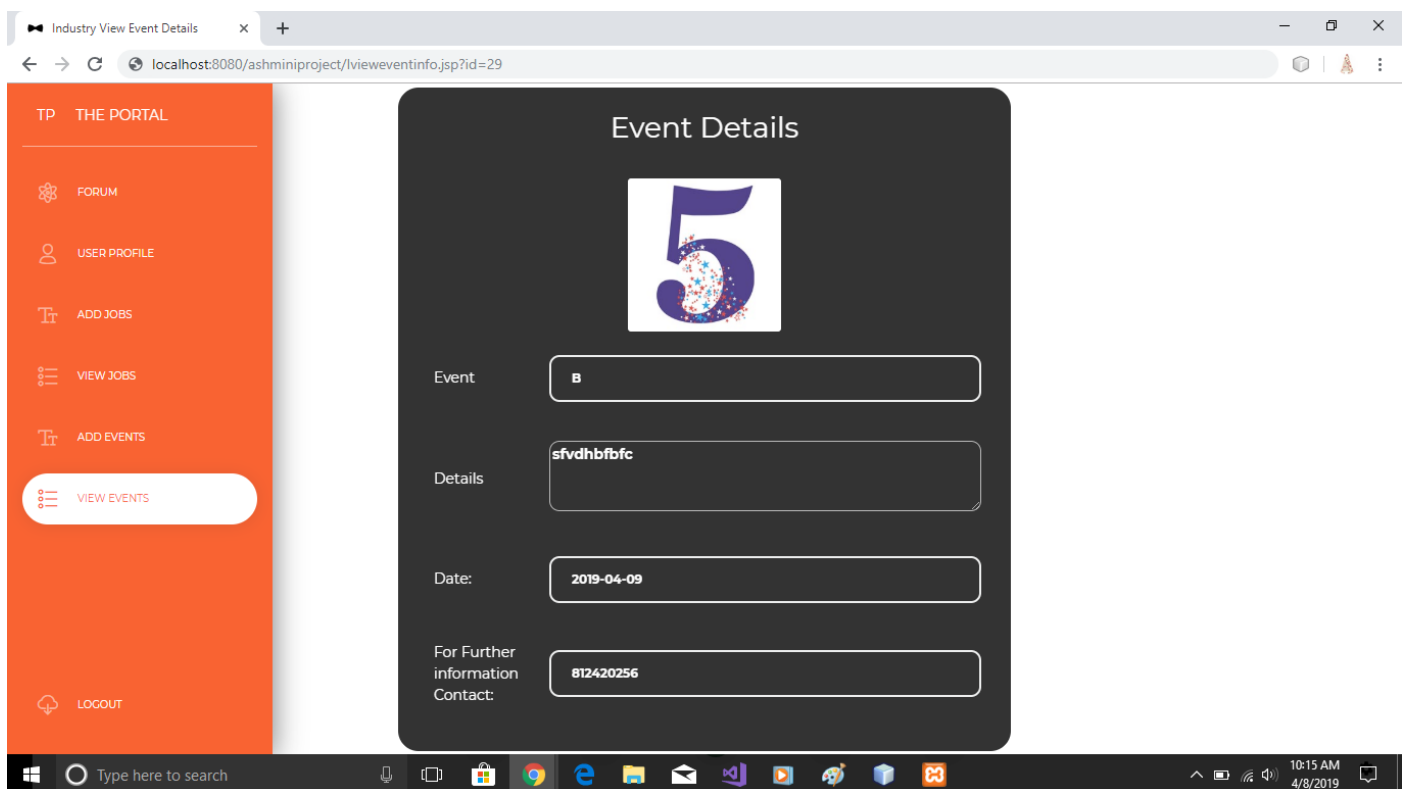 Industry View Event Details
localhost:8080/ashminiproject/Ivieweventinfo.jsp?id=29
TP THE PORTAL
FORUM
USER PROFILE
Tт ADD JOBS
VIEW JOBS
Tт ADD EVENTS
VIEW EVENTS
LOGOUT
Event Details
5
Event B
Details sfvdhbfbfc
Date: 2019-04-09
For Further
information
Contact:
812420256
Type here to search
10:15 AM
4/8/2019